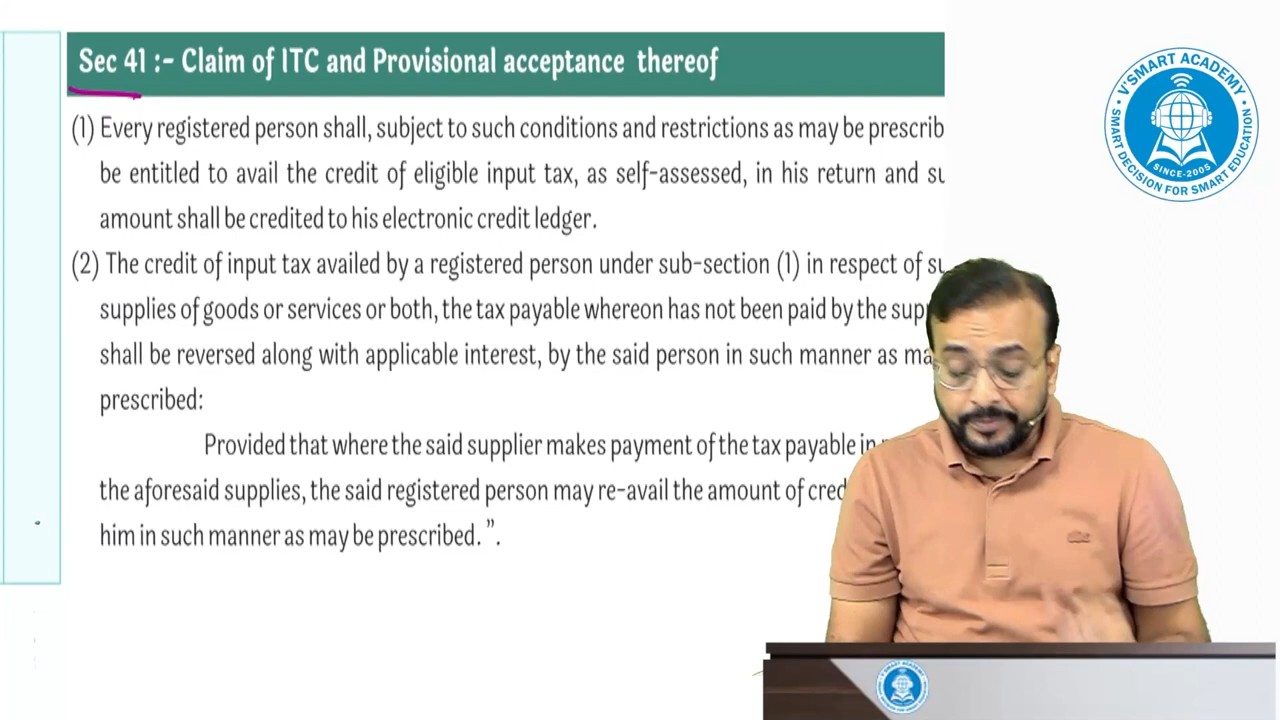 Sec 41 :- Claim of ITC and Provisional acceptance thereof
(1) Every registered person shall, subject to such conditions and restrictions as may be
be entitled to avail the credit of eligible input tax, as self-assessed, in his return and
amount shall be credited to his electronic credit ledger.
(2) The credit of input tax availed by a registered person under sub-section (1) in respect of
supplies of goods or services or both, the tax payable whereon has not been paid by the
shall be reversed along with applicable interest, by the said person in such manner as
prescribed:
Provided that where the said supplier makes payment of the tax payable in
the aforesaid supplies, the said registered person may re-avail the amount of
him in such manner as may be prescribed. ”.
V'SMART ACADEMY
SINCE-2005
SMART DECISION FOR SMART EDUCATION